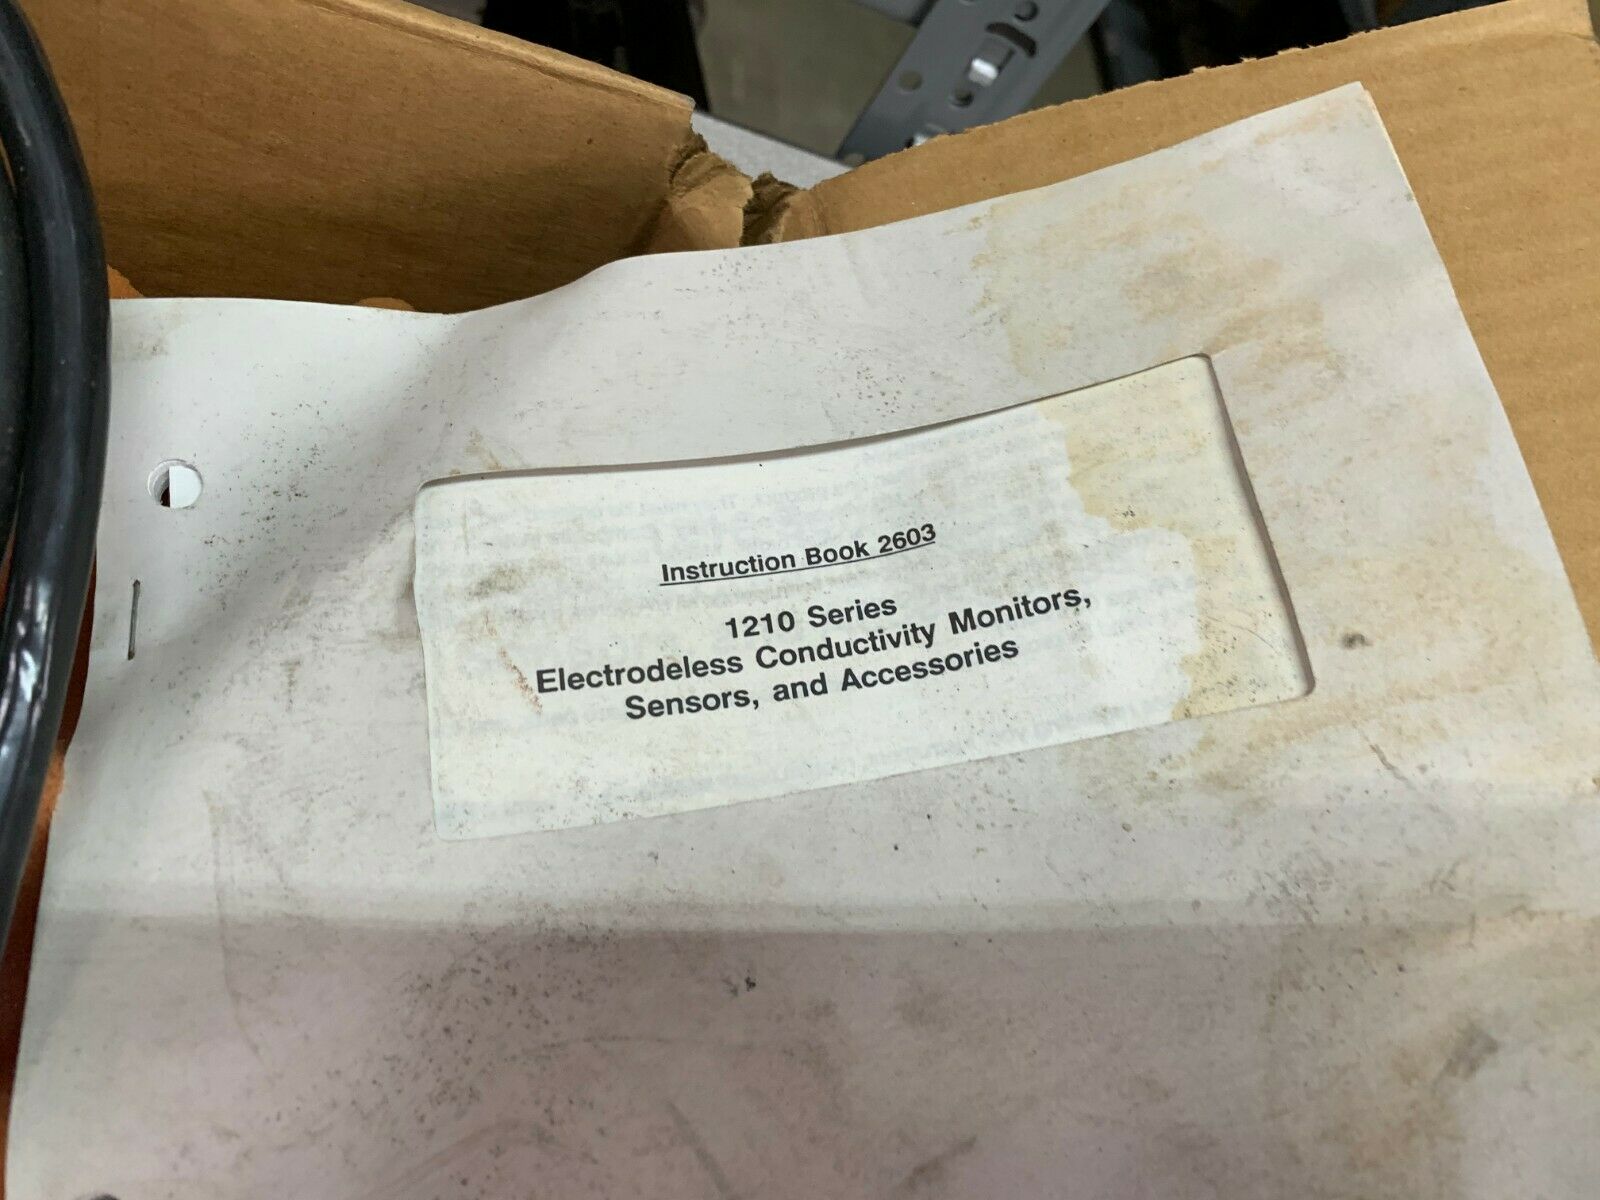 Instruction Book 2603
1210 Series
Electrodeless Conductivity Monitors,
Sensors, and Accessories